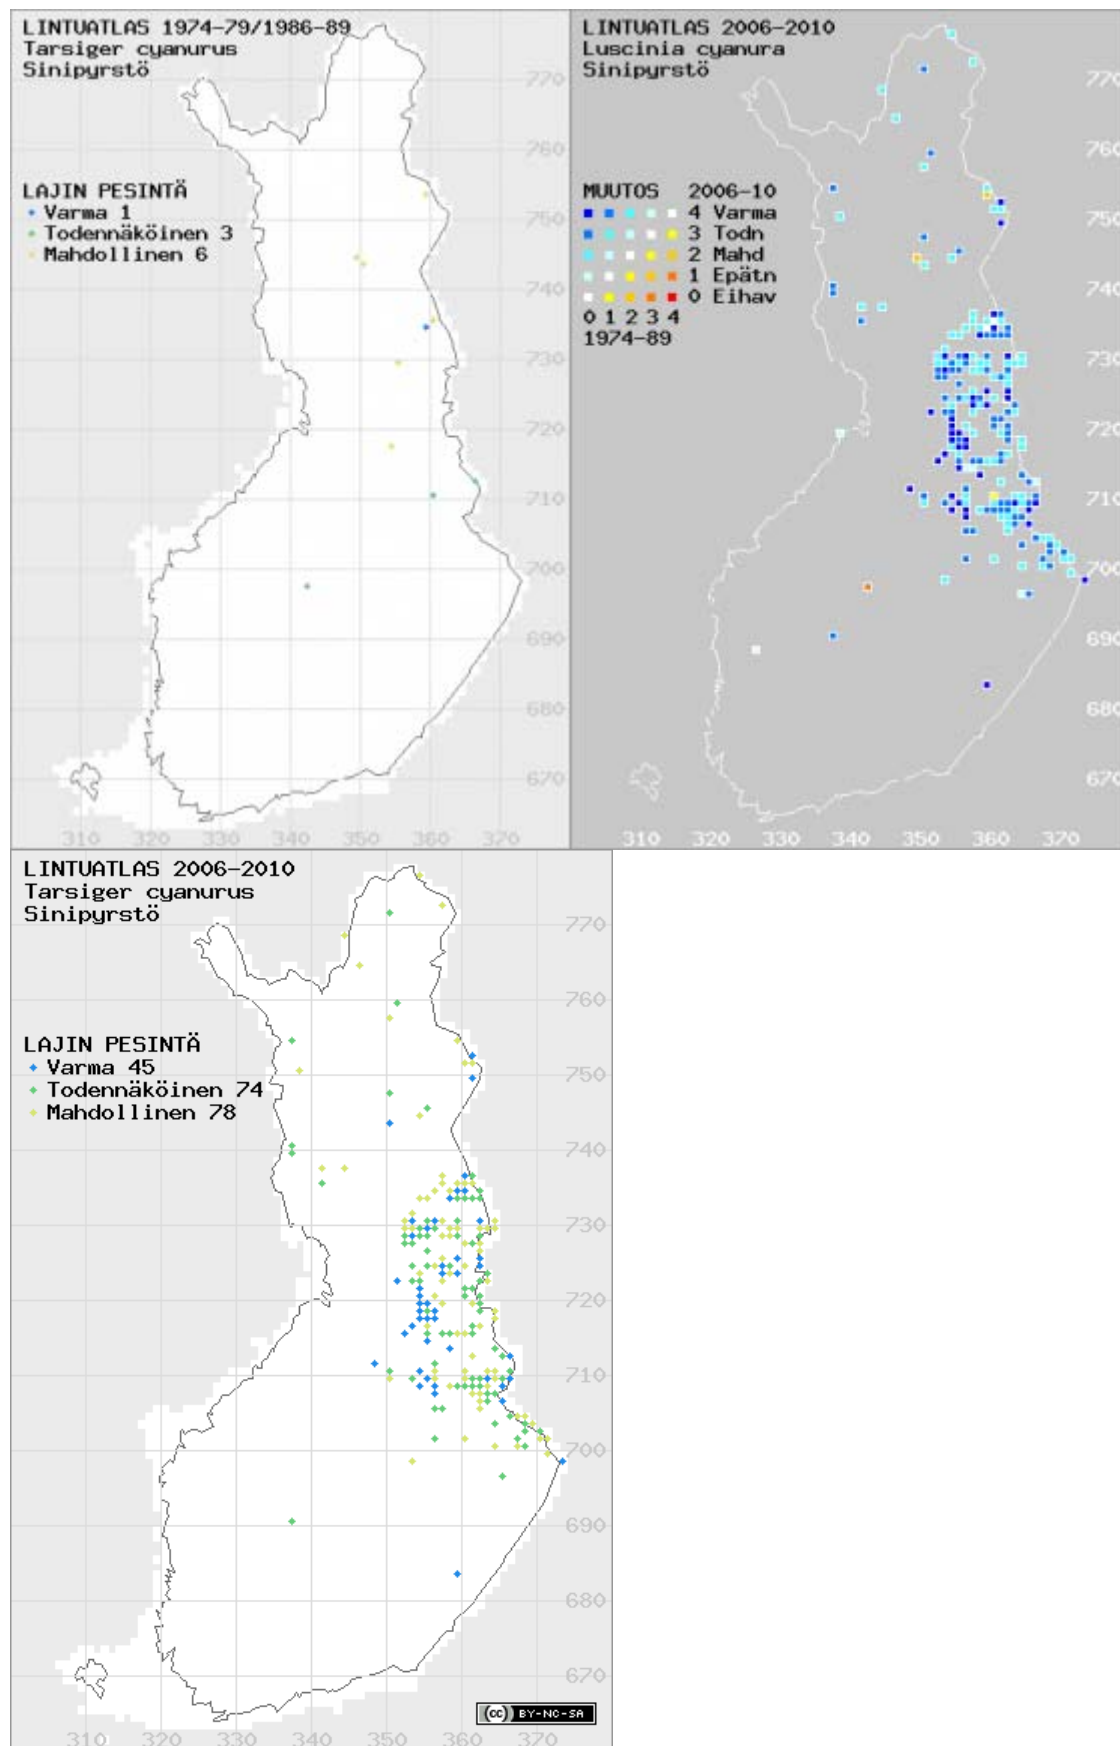 LINTUATLAS 1974-79/1986-89
Tarsiger cyanurus
Sinipyrstö
LAJIN PESINTÄ
Varma 1
Todennäköinen 3
Mahdollinen 6
770
760
750
740
730
720
710
700
690
680
670
310 320 330 340 350 360 370
LINTUATLAS 2006-2010
Luscinia cyanura
Sinipyrstö
MUUTOS 2006-10
4 Varma
3 Todn
2 Mahd
1 Epätn
0 Eihav
0 1 2 3 4
1974-89
770
760
750
740
730
720
710
700
690
680
670
310 320 330 340 350 360 370
LINTUATLAS 2006-2010
Tarsiger cyanurus
Sinipyrstö
LAJIN PESINTÄ
Varma 45
Todennäköinen 74
Mahdollinen 78
770
760
750
740
730
720
710
700
690
680
670
310 320 330 340 350 360 370
(cc) BY-NC-SA